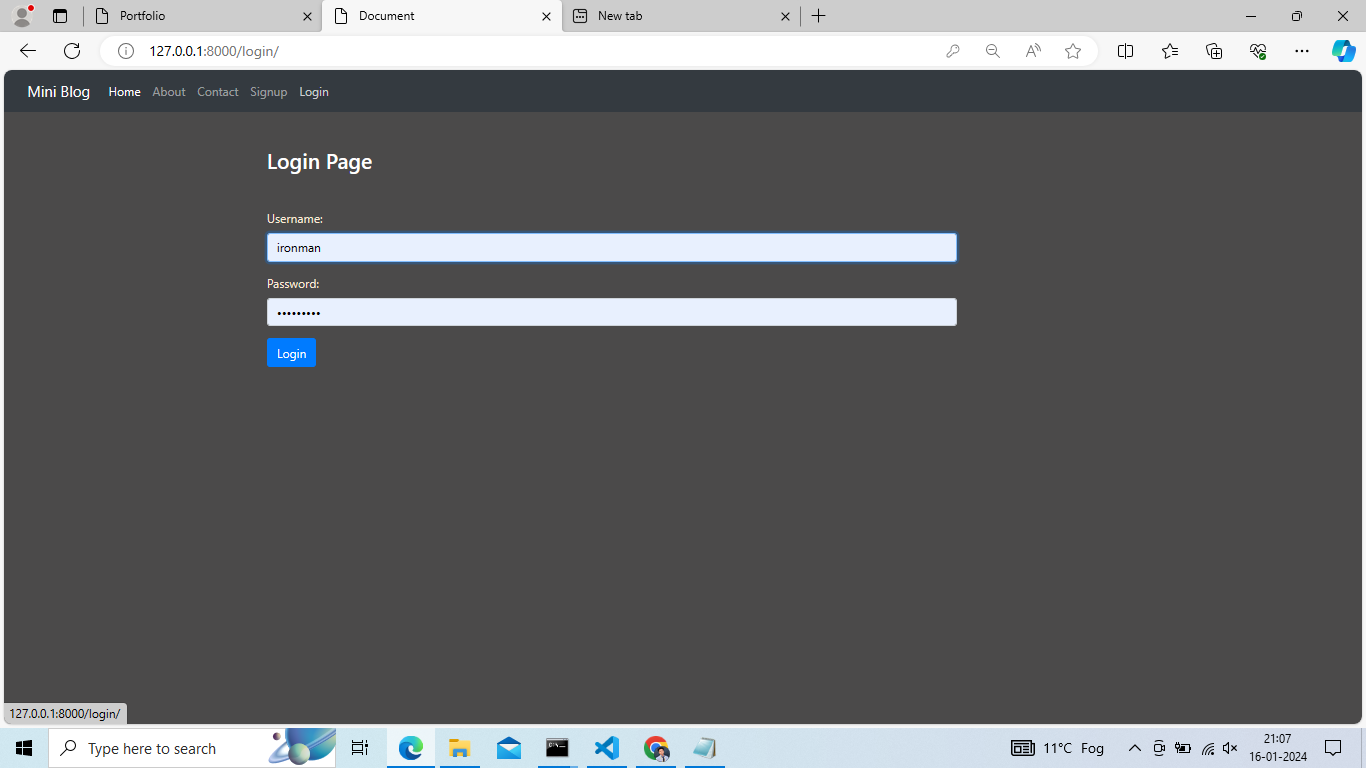 Portfolio Document New tab
127.0.0.1:8000/login/
Mini Blog Home About Contact Signup Login
Login Page
Username:
ironman
Password:
•••••••••
Login
127.0.0.1:8000/login/
Type here to search 11°C Fog 21:07
16-01-2024